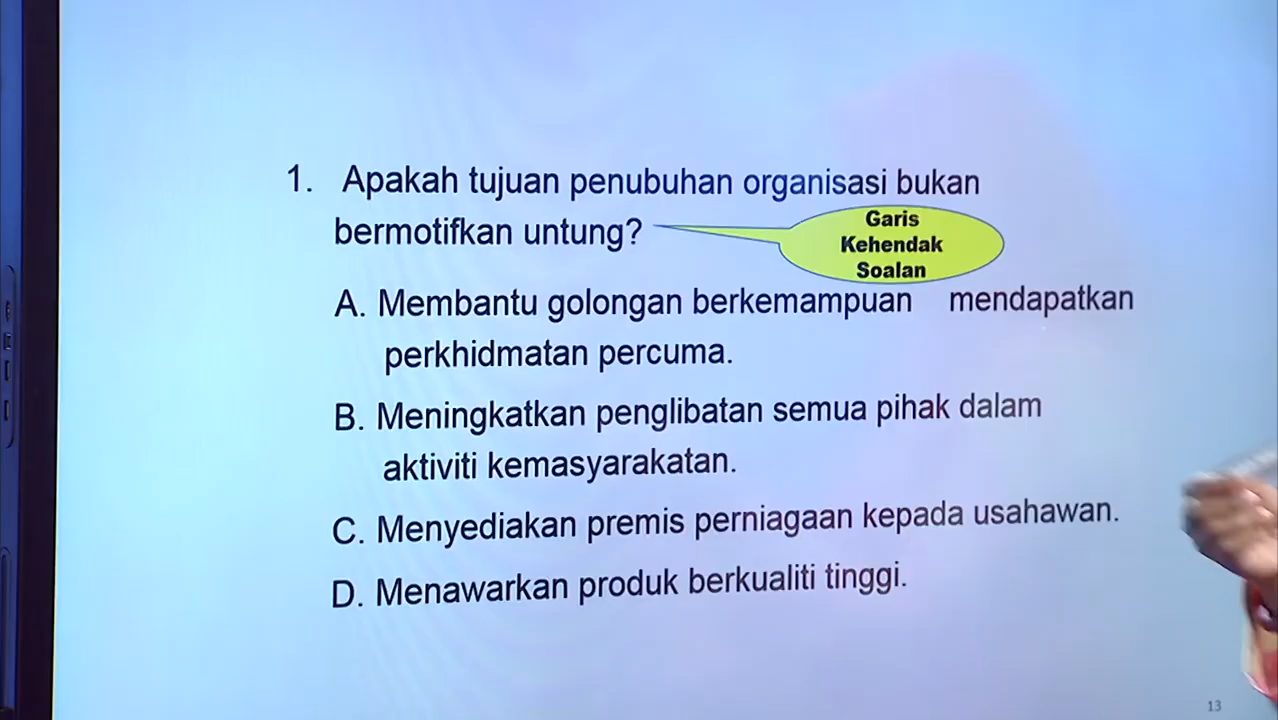 1. Apakah tujuan penubuhan organisasi bukan
bermotifkan untung?
Garis
Kehendak
Soalan
A. Membantu golongan berkemampuan mendapatkan
perkhidmatan percuma.
B. Meningkatkan penglibatan semua pihak dalam
aktiviti kemasyarakatan.
C. Menyediakan premis perniagaan kepada usahawan.
D. Menawarkan produk berkualiti tinggi.
13